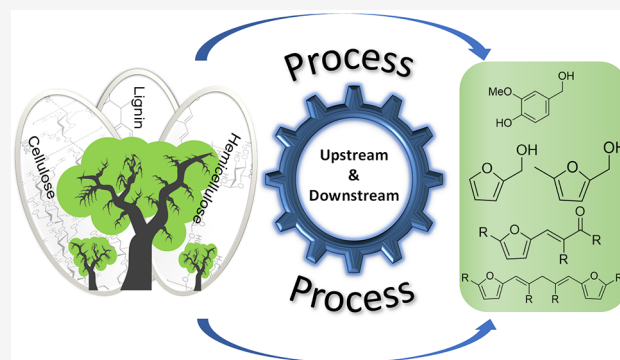 Cellulose
Lignin
Hemicellulose
Process
Upstream
&
Downstream
Process
OH
MeO
HO
OH
OH
O
R
R
R
R
R
R
R
O
O
O
O
O